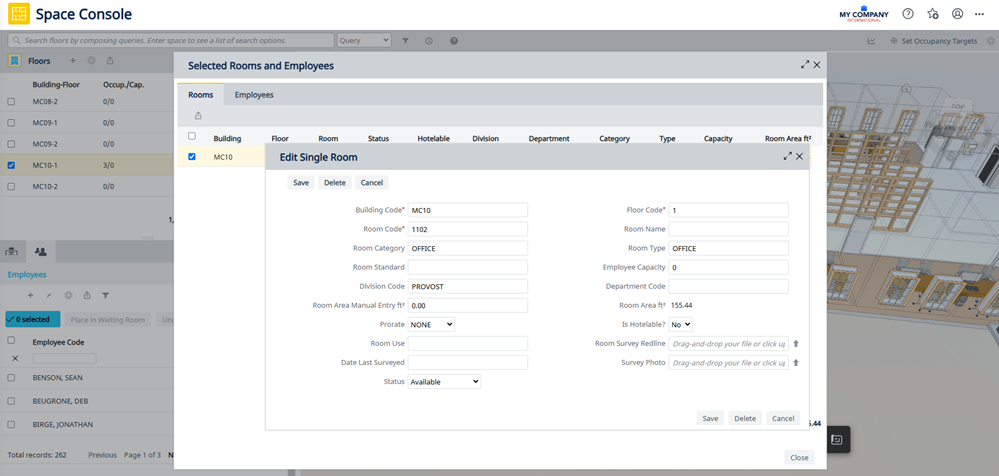 Space Console
MY COMPANY
INTERNATIONAL
Search floors by composing queries. Enter space to see a list of search options.
Query
Set Occupancy Targets
Floors
Building-Floor Occup./Cap.
MC08-2 0/0
MC09-1 0/0
MC09-2 0/0
MC10-1 3/0
MC10-2 0/0
1,
Employees
0 selected
Place in Waiting Room
Una
Employee Code
BENSON, SEAN
BEUGRONE, DEB
BIRGE, JONATHAN
Total records: 262 Previous Page 1 of 3 N
Selected Rooms and Employees
Rooms Employees
Building Floor Room Status Hotelable Division Department Category Type Capacity Room Area ft²
MC10
Edit Single Room
Save Delete Cancel
Building Code* MC10 Floor Code* 1
Room Code* 1102 Room Name
Room Category OFFICE Room Type OFFICE
Room Standard Employee Capacity 0
Division Code PROVOST Department Code
Room Area Manual Entry ft² 0.00 Room Area ft² 155.44
Prorate NONE Is Hotelable? No
Room Use Room Survey Redline Drag-and-drop your file or click up
Date Last Surveyed Survey Photo Drag-and-drop your file or click up
Status Available
Save Delete Cancel
5.44
Close
TOP